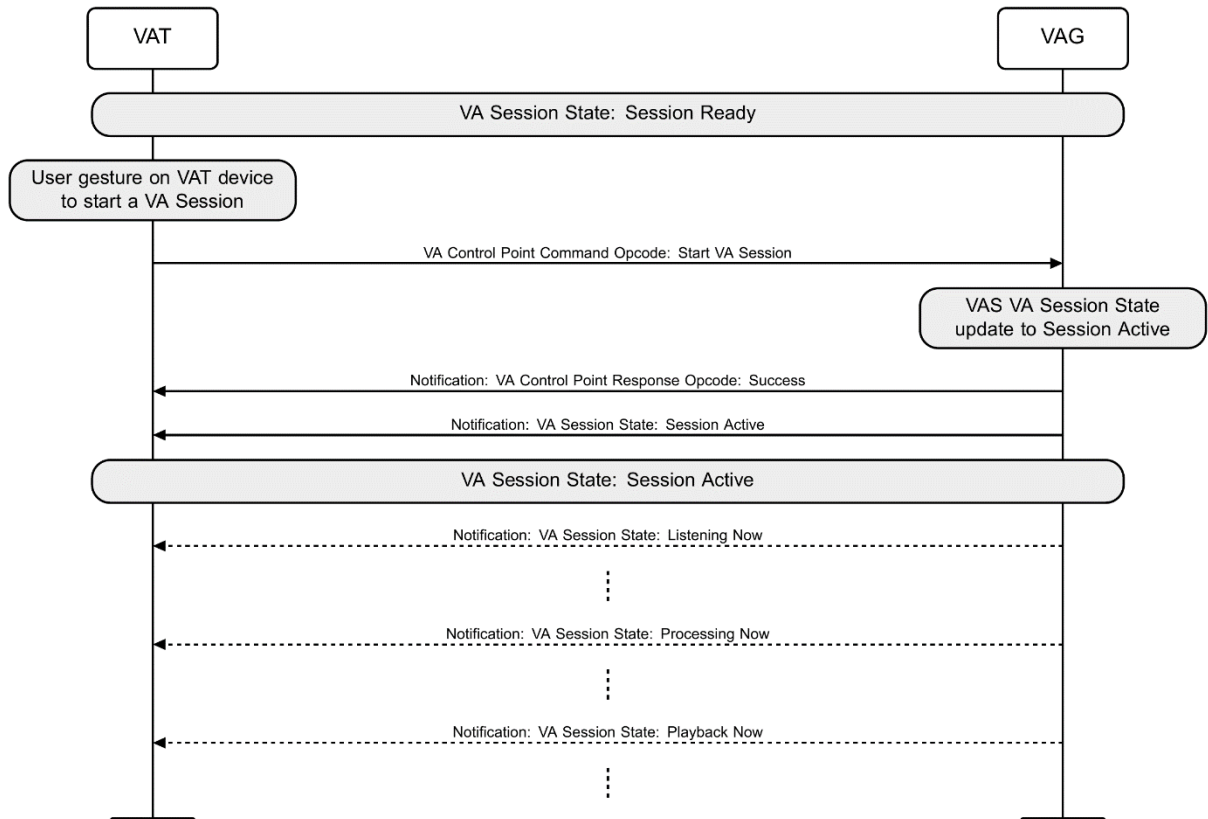 VAT
VAG
VA Session State: Session Ready
User gesture on VAT device
to start a VA Session
VA Control Point Command Opcode: Start VA Session
VAS VA Session State
update to Session Active
Notification: VA Control Point Response Opcode: Success
Notification: VA Session State: Session Active
VA Session State: Session Active
Notification: VA Session State: Listening Now
Notification: VA Session State: Processing Now
Notification: VA Session State: Playback Now